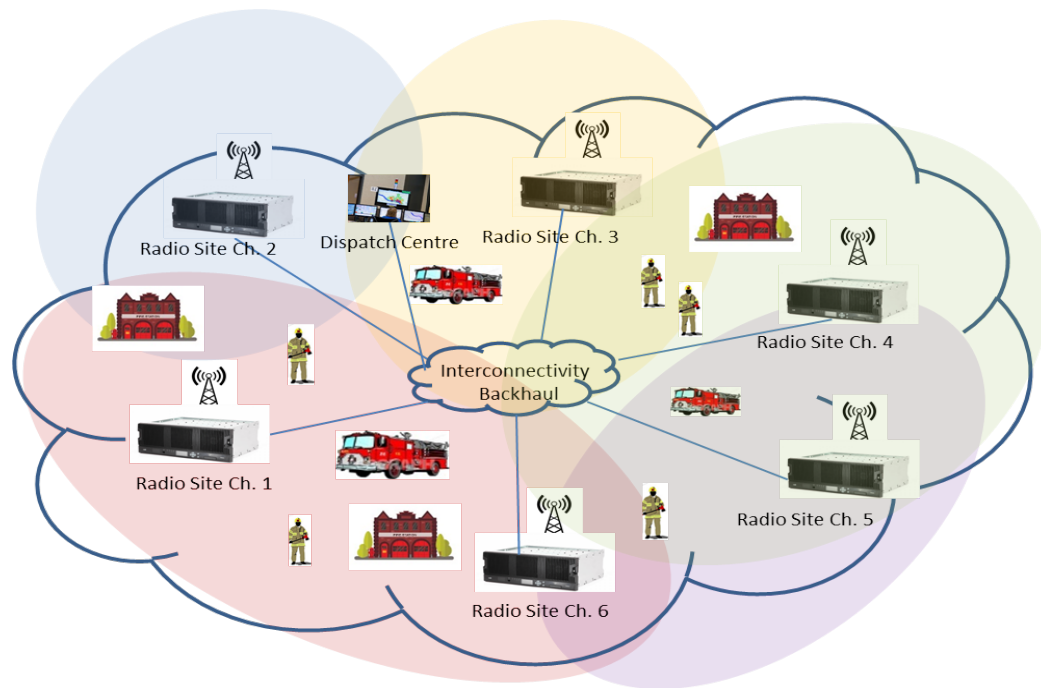 Radio Site Ch. 2
Dispatch Centre
Radio Site Ch. 3
Radio Site Ch. 4
Interconnectivity
Backhaul
Radio Site Ch. 1
Radio Site Ch. 5
Radio Site Ch. 6